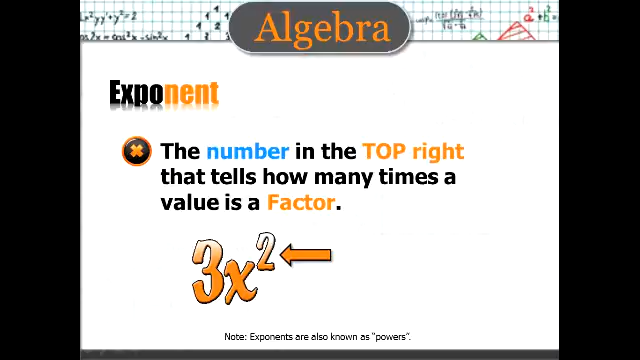 Algebra
Exponent
The number in the TOP right
that tells how many times a
value is a Factor.
3x²
Note: Exponents are also known as "powers".